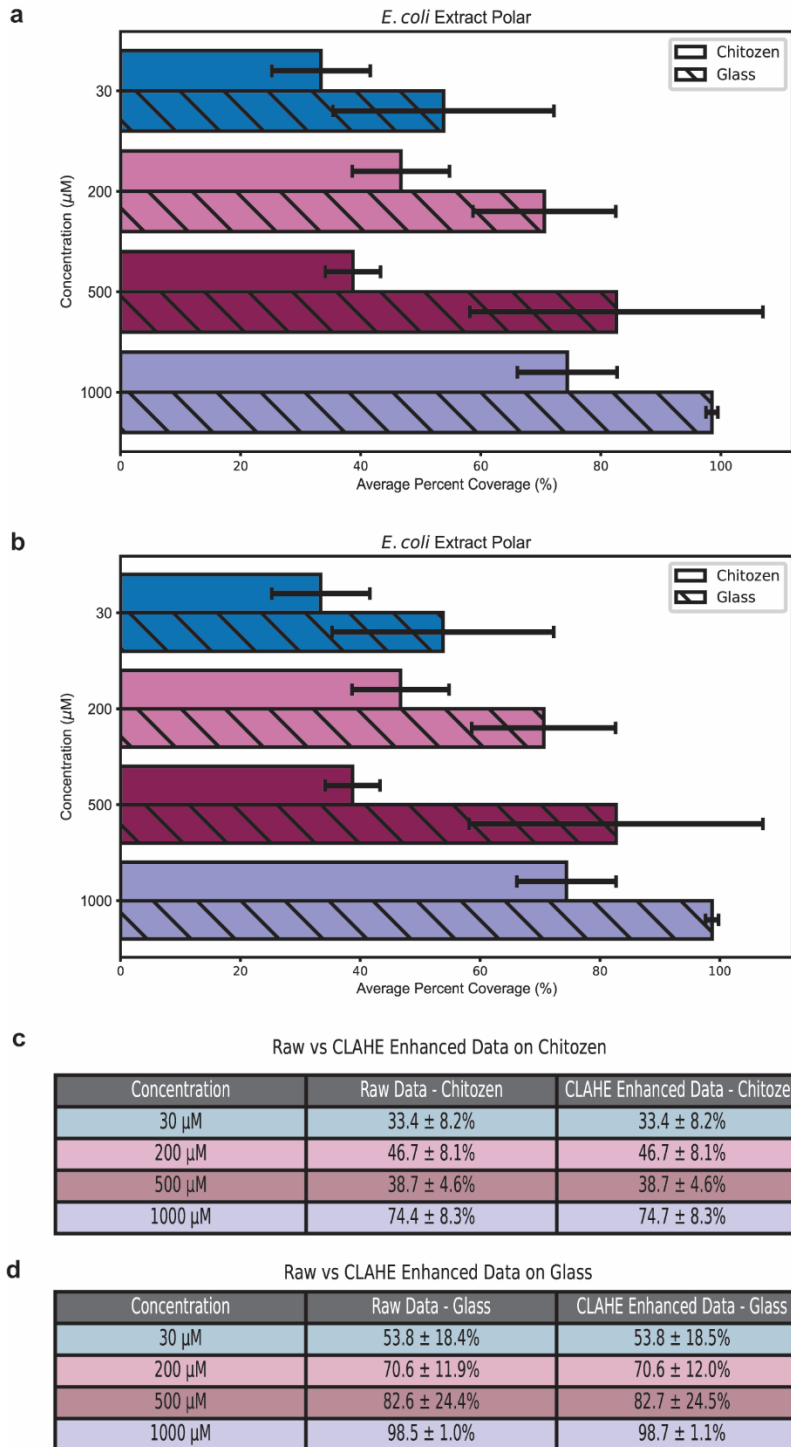 a
E. coli Extract Polar
Chitozen
Glass
Concentration (μM)
30
200
500
1000
0 20 40 60 80 100
Average Percent Coverage (%)
b
E. coli Extract Polar
Chitozen
Glass
Concentration (μM)
30
200
500
1000
0 20 40 60 80 100
Average Percent Coverage (%)
c
Raw vs CLAHE Enhanced Data on Chitozen
Concentration Raw Data - Chitozen CLAHE Enhanced Data - Chitoze
30 μM 33.4 ± 8.2% 33.4 ± 8.2%
200 μM 46.7 ± 8.1% 46.7 ± 8.1%
500 μM 38.7 ± 4.6% 38.7 ± 4.6%
1000 μM 74.4 ± 8.3% 74.7 ± 8.3%
d
Raw vs CLAHE Enhanced Data on Glass
Concentration Raw Data - Glass CLAHE Enhanced Data - Glass
30 μM 53.8 ± 18.4% 53.8 ± 18.5%
200 μM 70.6 ± 11.9% 70.6 ± 12.0%
500 μM 82.6 ± 24.4% 82.7 ± 24.5%
1000 μM 98.5 ± 1.0% 98.7 ± 1.1%